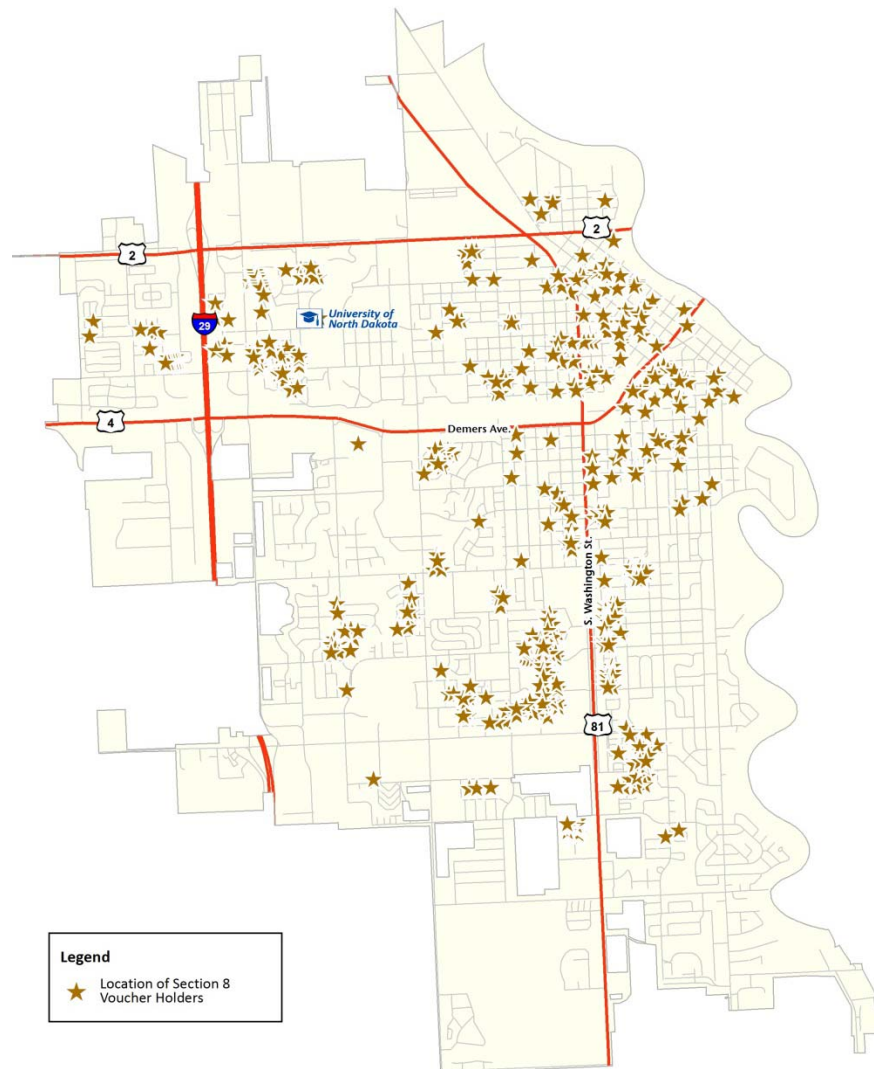 2
2
29
University of
North Dakota
4
Demers Ave.
S. Washington St.
81
Legend
Location of Section 8
Voucher Holders